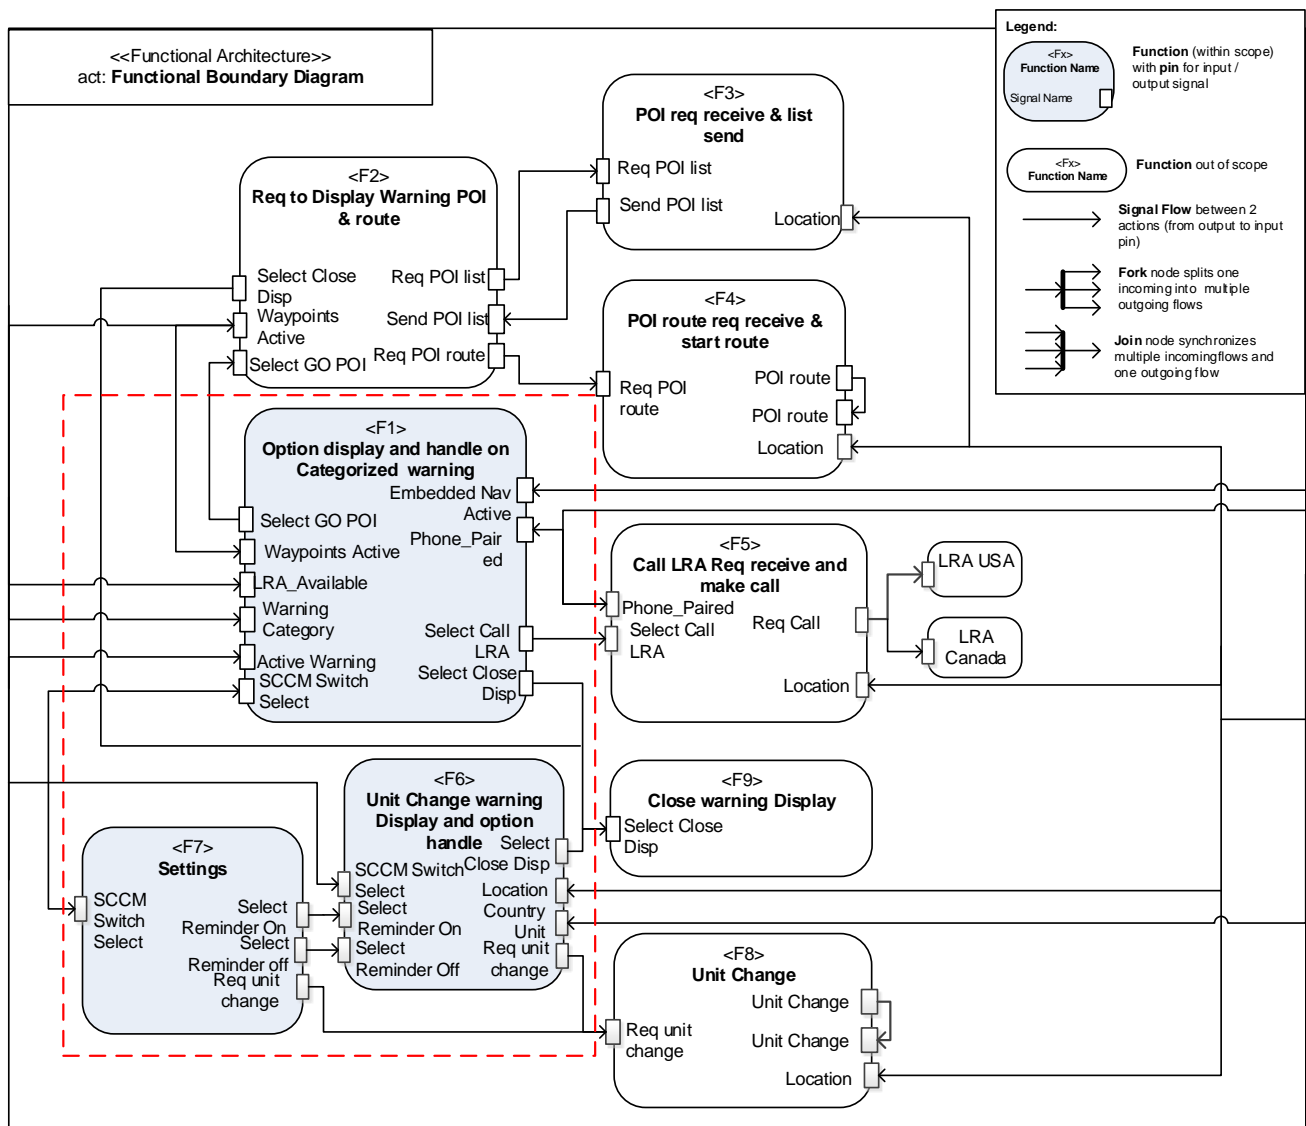 <<Functional Architecture>>
act: Functional Boundary Diagram
Legend:
<Fx>
Function Name
Signal Name
Function (within scope)
with pin for input /
output signal
<Fx>
Function Name
Function out of scope
Signal Flow between 2
actions (from output to input
pin)
Fork node splits one
incoming into multiple
outgoing flows
Join node synchronizes
multiple incomingflows and
one outgoing flow
<F3>
POI req receive & list
send
Req POI list
Send POI list
Location
<F2>
Req to Display Warning POI
& route
Select Close
Disp
Waypoints
Active
Select GO POI
Req POI list
Send POI list
Req POI route
<F4>
POI route req receive &
start route
Req POI
route
POI route
POI route
Location
<F1>
Option display and handle on
Categorized warning
Embedded Nav
Active
Phone_Pair
ed
Select GO POI
Waypoints Active
LRA_Available
Warning
Category
Active Warning
SCCM Switch
Select
Select Call
LRA
Select Close
Disp
<F5>
Call LRA Req receive and
make call
Phone_Paired
Select Call
LRA
Req Call
Location
LRA USA
LRA
Canada
<F6>
Unit Change warning
Display and option
handle
Select
Close Disp
SCCM Switch
Select
Select
Reminder On
Select
Reminder Off
Location
Country
Unit
Req unit
change
<F9>
Close warning Display
Select Close
Disp
<F7>
Settings
SCCM
Switch
Select
Select
Reminder On
Select
Reminder off
Req unit
change
<F8>
Unit Change
Req unit
change
Unit Change
Unit Change
Location